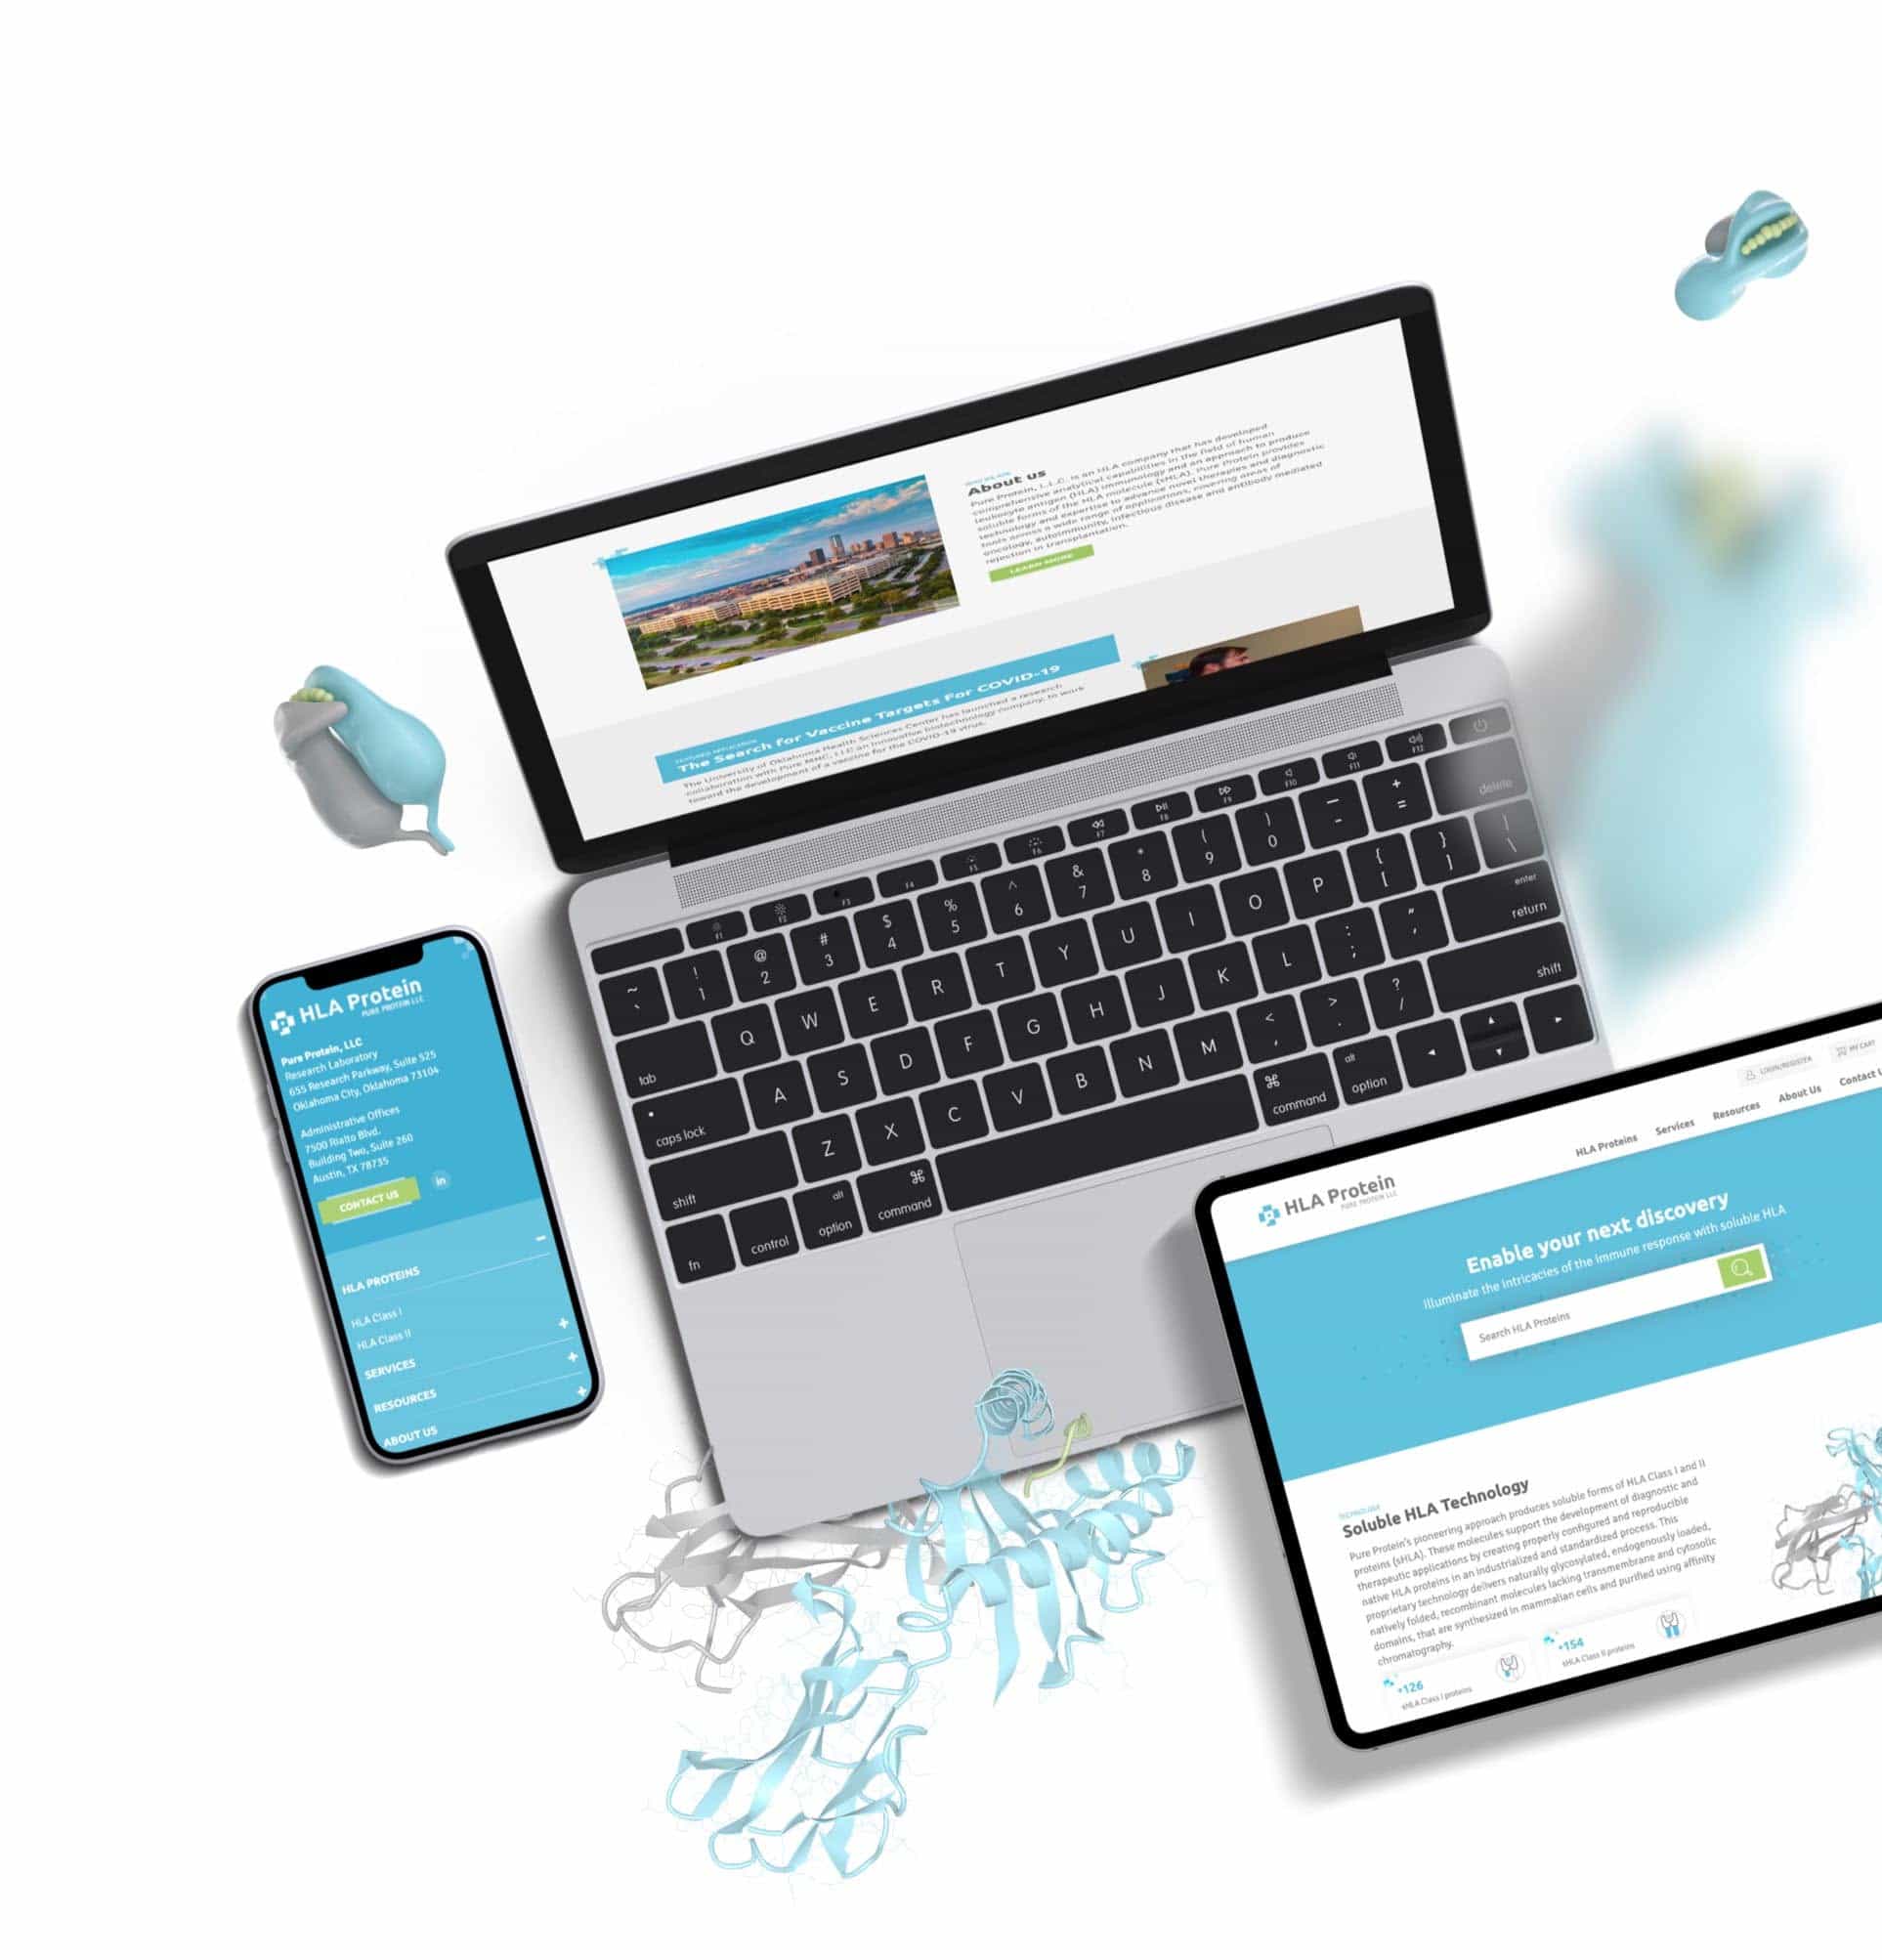 About us
Pure Protein, L.L.C. is an HLA company that has developed
comprehensive analytical capabilities in the field of human
leukocyte antigen (HLA) immunology and an approach to produce
soluble forms of the HLA molecule (sHLA). Pure Protein provides
technology and expertise to advance novel therapies and diagnostic
tools across a wide range of applications, covering areas of
oncology, autoimmunity, infectious disease and antibody mediated
rejection in transplantation.
LEARN MORE
FEATURED APPLICATION
The Search for Vaccine Targets For COVID-19
The University of Oklahoma Health Sciences Center has launched a research
collaboration with Pure MHC, LLC an innovative biotechnology company, to work
toward the development of a vaccine for the COVID-19 virus.
F1 F2 F3 F4 F5 F6 F7 F8 F9 F10 F11 F12
~ ` ! 1 @ 2 # 3 $ 4 % 5 ^ 6 & 7 * 8 ( 9 ) 0 — - + = delete
tab Q W E R T Y U I O P { [ } ] | \
caps lock A S D F G H J K L : ; " ' enter return
shift Z X C V B N M < , > . ? / shift
fn control alt option ⌘ command ⌘ command alt option
HLA Protein
PURE PROTEIN LLC
Pure Protein, LLC
Research Laboratory
655 Research Parkway, Suite 525
Oklahoma City, Oklahoma 73104
Administrative Offices
7500 Rialto Blvd.
Building Two, Suite 260
Austin, TX 78735
CONTACT US
in
HLA PROTEINS
HLA Class I
HLA Class II
SERVICES
RESOURCES
ABOUT US
LOGIN/REGISTER MY CART
HLA Protein
PURE PROTEIN LLC
HLA Proteins Services Resources About Us Contact U
Enable your next discovery
Illuminate the intricacies of the immune response with soluble HLA
Search HLA Proteins
TECHNOLOGY
Soluble HLA Technology
Pure Protein's pioneering approach produces soluble forms of HLA Class I and II
proteins (sHLA). These molecules support the development of diagnostic and
therapeutic applications by creating properly configured and reproducible
native HLA proteins in an industrialized and standardized process. This
proprietary technology delivers naturally glycosylated, endogenously loaded,
natively folded, recombinant molecules lacking transmembrane and cytosolic
domains, that are synthesized in mammalian cells and purified using affinity
chromatography.
+126
sHLA Class I proteins
+154
sHLA Class II proteins